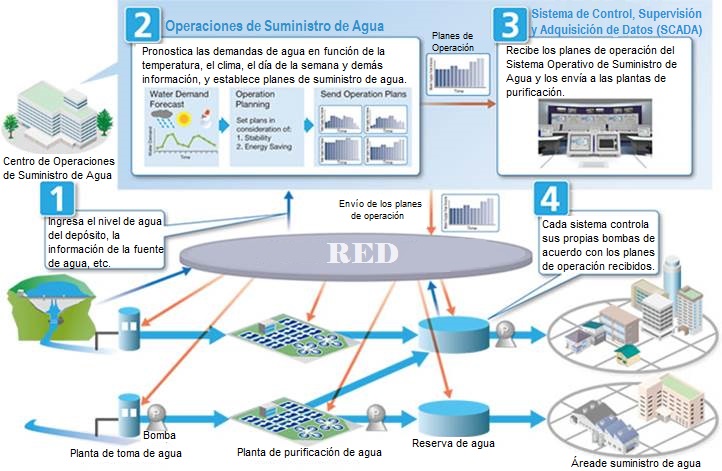 2 Operaciones de Suministro de Agua
Pronostica las demandas de agua en función de la
temperatura, el clima, el día de la semana y demás
información, y establece planes de suministro de agua.
Water Demand
Forecast
Water Demand
Time
Operation
Planning
Set plans in
consideration of:
1. Stability
2. Energy Saving
Send Operation Plans
Time
Time
Planes de
Operación
Time
3 Sistema de Control, Supervisión
y Adquisición de Datos (SCADA)
Recibe los planes de operación del
Sistema Operativo de Suministro de
Agua y los envía a las plantas de
purificación.
Centro de Operaciones
de Suministro de Agua
1
Ingresa el nivel de agua
del depósito, la
información de la fuente
de agua, etc.
Envío de los planes
de operación
Time
4
Cada sistema controla
sus propias bombas de
acuerdo con los planes
de operación recibidos.
RED
P
P
P
P
Bomba
Planta de toma de agua
Planta de purificación de agua
Reserva de agua
Áreade suministro de agua